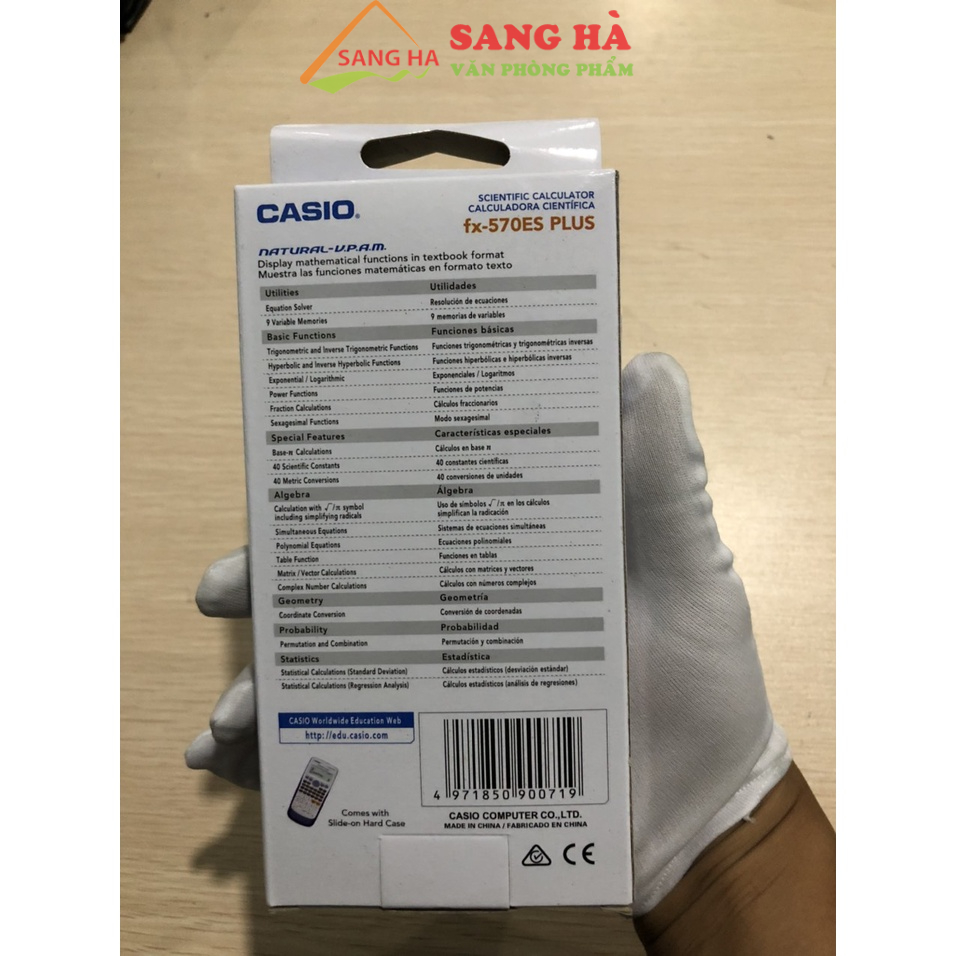 SANG HA
SANG HÀ
VĂN PHÒNG PHẨM
CASIO®
SCIENTIFIC CALCULATOR
CALCULADORA CIENTÍFICA
fx-570ES PLUS
NATURAL-V.P.A.M.
Display mathematical functions in textbook format
Muestra las funciones matemáticas en formato texto
Utilities Utilidades
Equation Solver Resolución de ecuaciones
9 Variable Memories 9 memorias de variables
Basic Functions Funciones básicas
Trigonometric and Inverse Trigonometric Functions Funciones trigonométricas y trigonométricas inversas
Hyperbolic and Inverse Hyperbolic Functions Funciones hiperbólicas e hiperbólicas inversas
Exponential / Logarithmic Exponenciales / Logaritmos
Power Functions Funciones de potencias
Fraction Calculations Cálculos fraccionarios
Sexagesimal Functions Modo sexagesimal
Special Features Características especiales
Base-n Calculations Cálculos en base n
40 Scientific Constants 40 constantes científicas
40 Metric Conversions 40 conversiones de unidades
Algebra Álgebra
Calculation with √/π symbol Uso de símbolos √/π en los cálculos
including simplifying radicals simplifican la radicación
Simultaneous Equations Sistemas de ecuaciones simultáneas
Polynomial Equations Ecuaciones polinomiales
Table Function Funciones en tablas
Matrix / Vector Calculations Cálculos con matrices y vectores
Complex Number Calculations Cálculos con números complejos
Geometry Geometría
Coordinate Conversion Conversión de coordenadas
Probability Probabilidad
Permutation and Combination Permutación y combinación
Statistics Estadística
Statistical Calculations (Standard Deviation) Cálculos estadísticos (desviación estándar)
Statistical Calculations (Regression Analysis) Cálculos estadísticos (análisis de regresiones)
CASIO Worldwide Education Web
http://edu.casio.com
4 971850 900719
Comes with
Slide-on Hard Case
CASIO COMPUTER CO.,LTD.
MADE IN CHINA / FABRICADO EN CHINA
CE